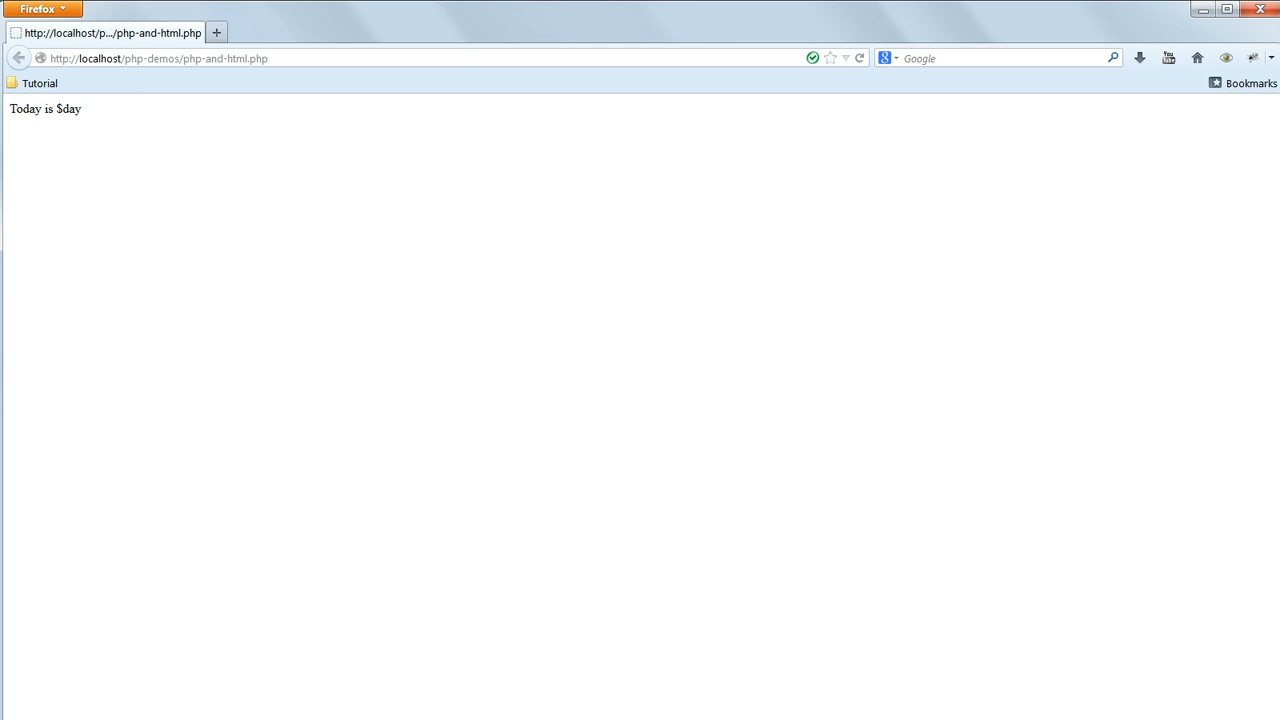 Firefox
http://localhost/p.../php-and-html.php
http://localhost/php-demos/php-and-html.php
Google
Tutorial
Bookmarks
Today is $day